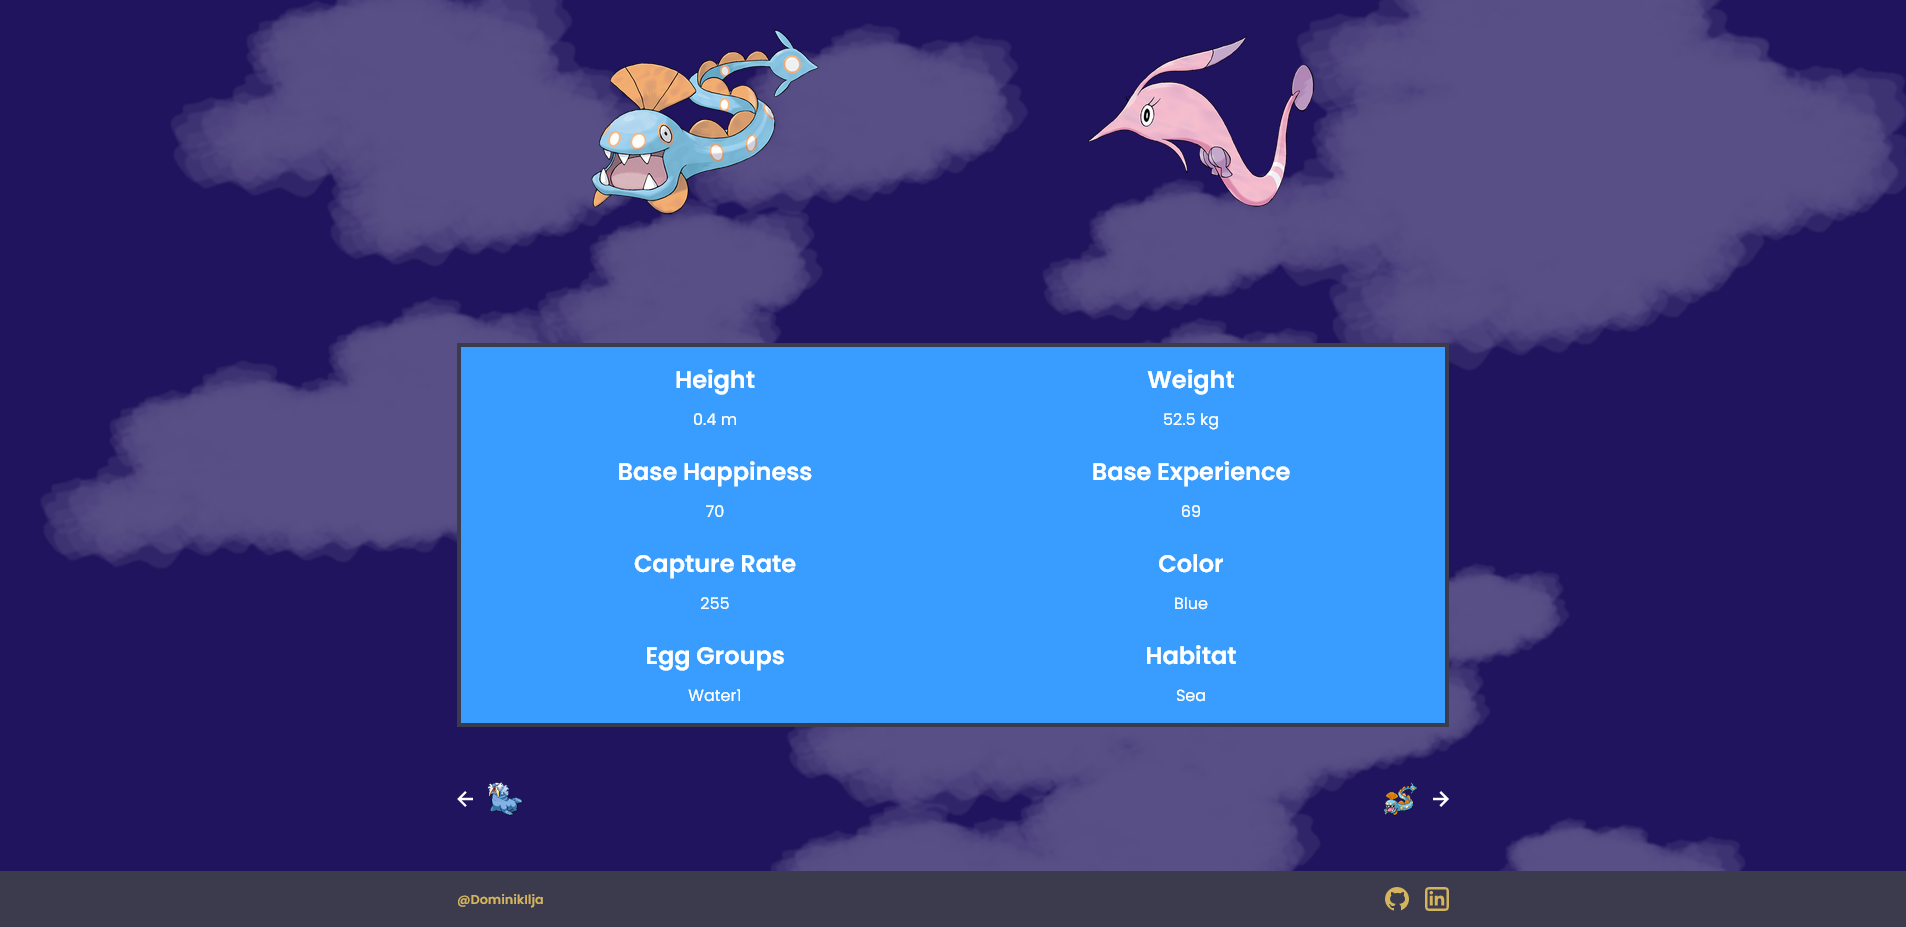 Height
Weight
0.4 m
52.5 kg
Base Happiness
Base Experience
70
69
Capture Rate
Color
255
Blue
Egg Groups
Habitat
Water1
Sea
@DominikIlja
in